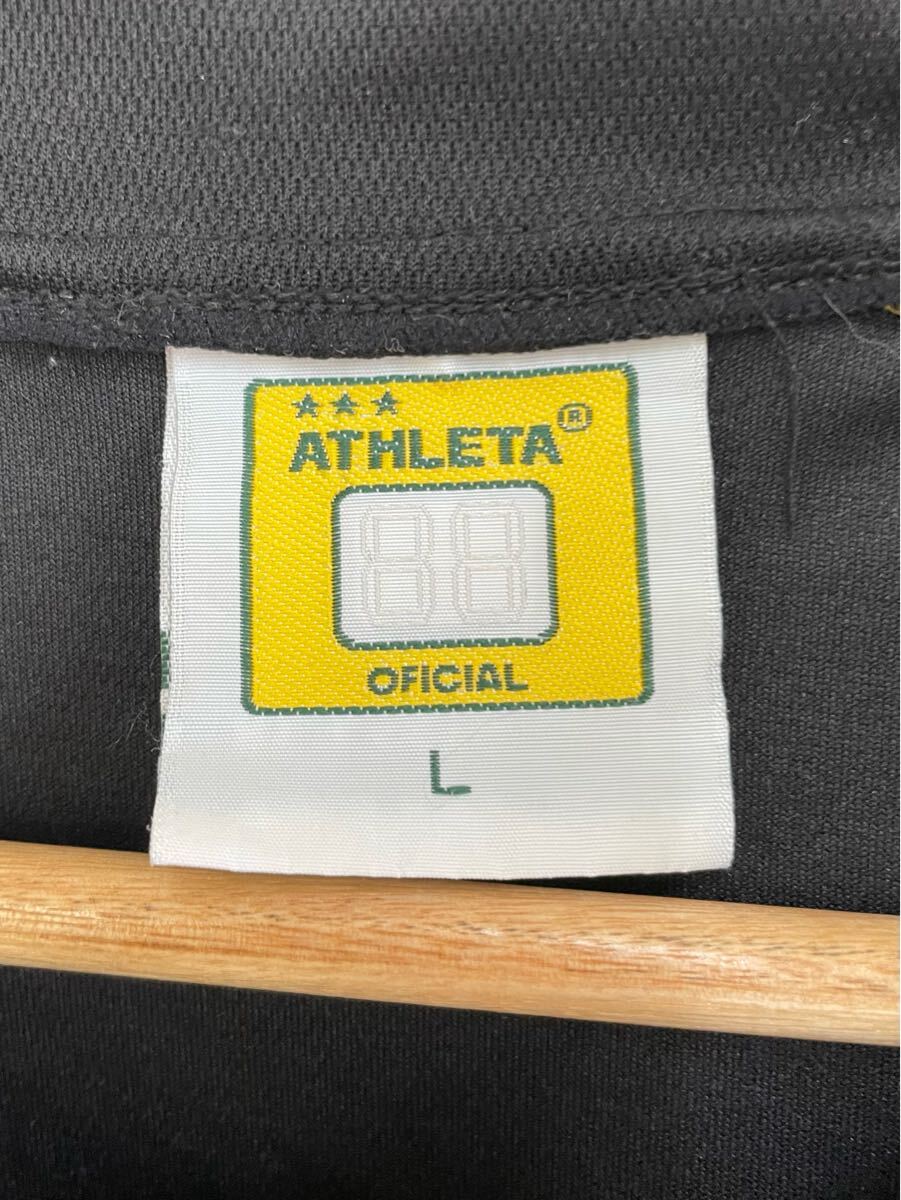 ★★★
ATHLETA®
88
OFICIAL
L